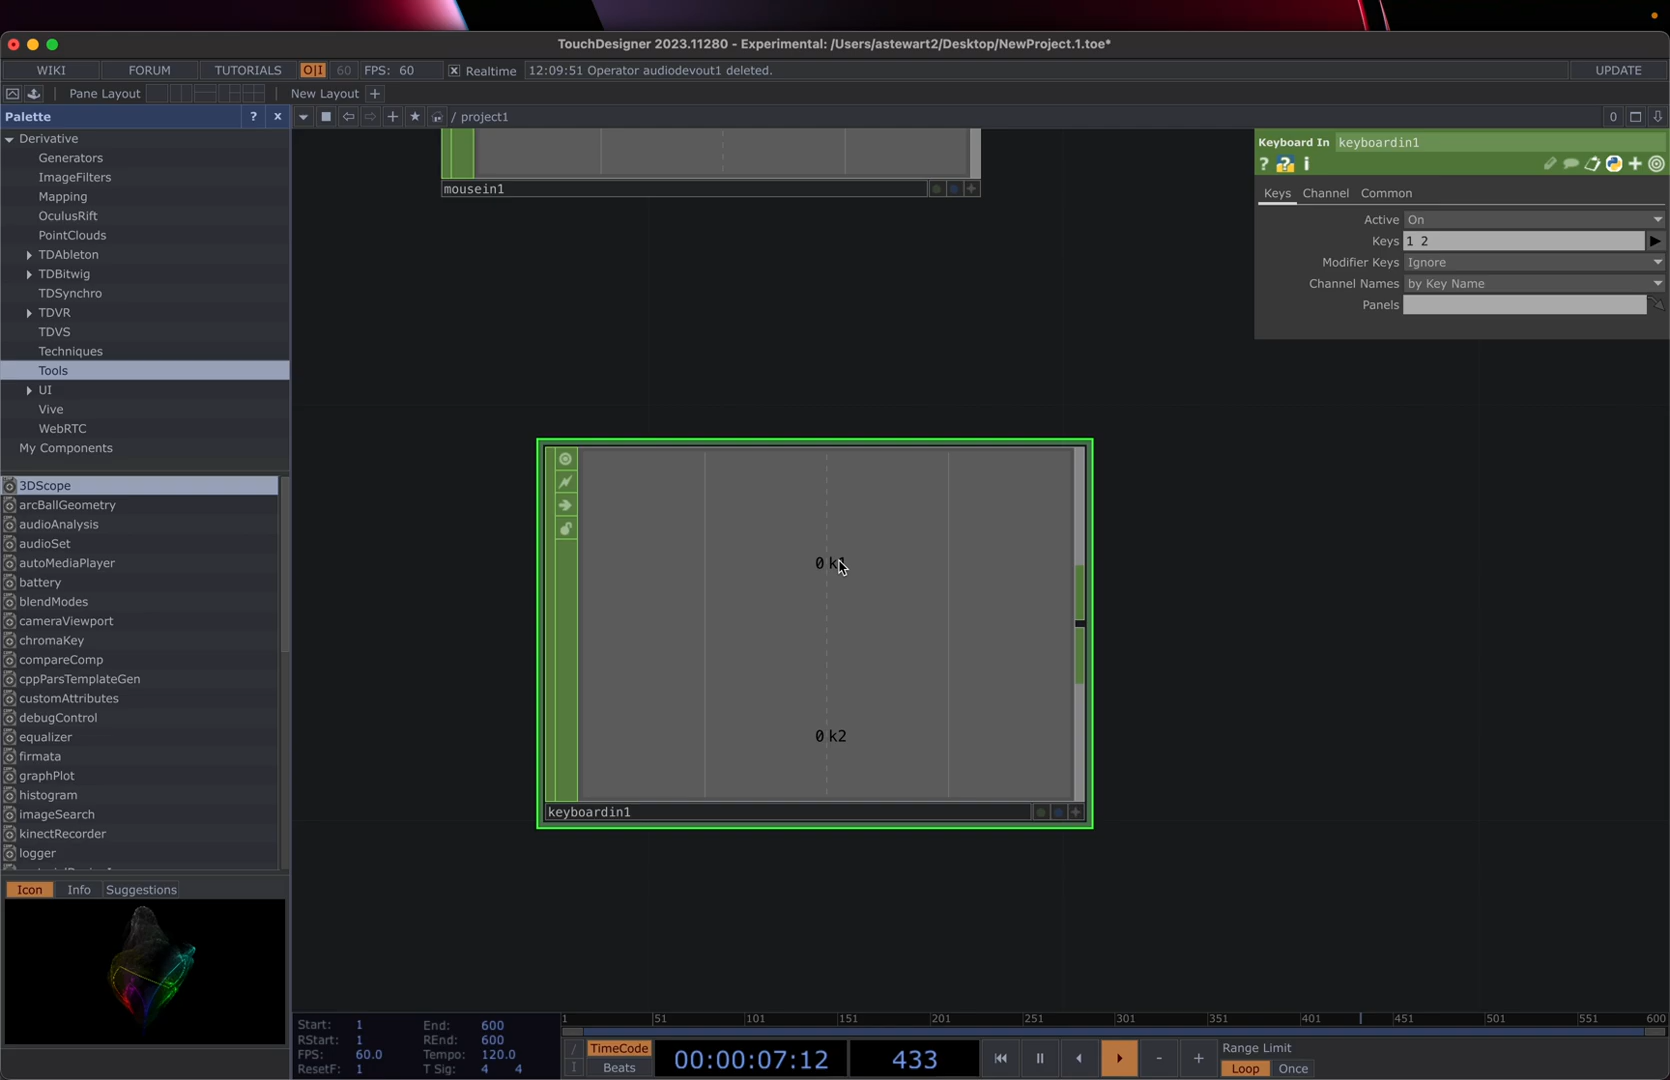 TouchDesigner 2023.11280 - Experimental: /Users/astewart2/Desktop/NewProject.1.toe*
WIKI FORUM TUTORIALS O|I 60 FPS: 60 Realtime 12:09:51 Operator audiodevout1 deleted. UPDATE
Pane Layout New Layout +
Palette ? x
/ project1
0
Derivative
Generators
ImageFilters
Mapping
OculusRift
PointClouds
TDAbleton
TDBitwig
TDSynchro
TDVR
TDVS
Techniques
Tools
UI
Vive
WebRTC
My Components
3DScope
arcBallGeometry
audioAnalysis
audioSet
autoMediaPlayer
battery
blendModes
cameraViewport
chromaKey
compareComp
cppParsTemplateGen
customAttributes
debugControl
equalizer
firmata
graphPlot
histogram
imageSearch
kinectRecorder
logger
Icon Info Suggestions
mousein1
0 k1
0 k2
keyboardin1
Keyboard In keyboardin1
? ? i
Keys Channel Common
Active On
Keys 1 2
Modifier Keys Ignore
Channel Names by Key Name
Panels
Start: 1 End: 600
RStart: 1 REnd: 600
FPS: 60.0 Tempo: 120.0
ResetF: 1 T Sig: 4 4
1 51 101 151 201 251 301 351 401 451 501 551 600
/ TimeCode
I Beats
00:00:07:12 433
- +
Range Limit
Loop Once